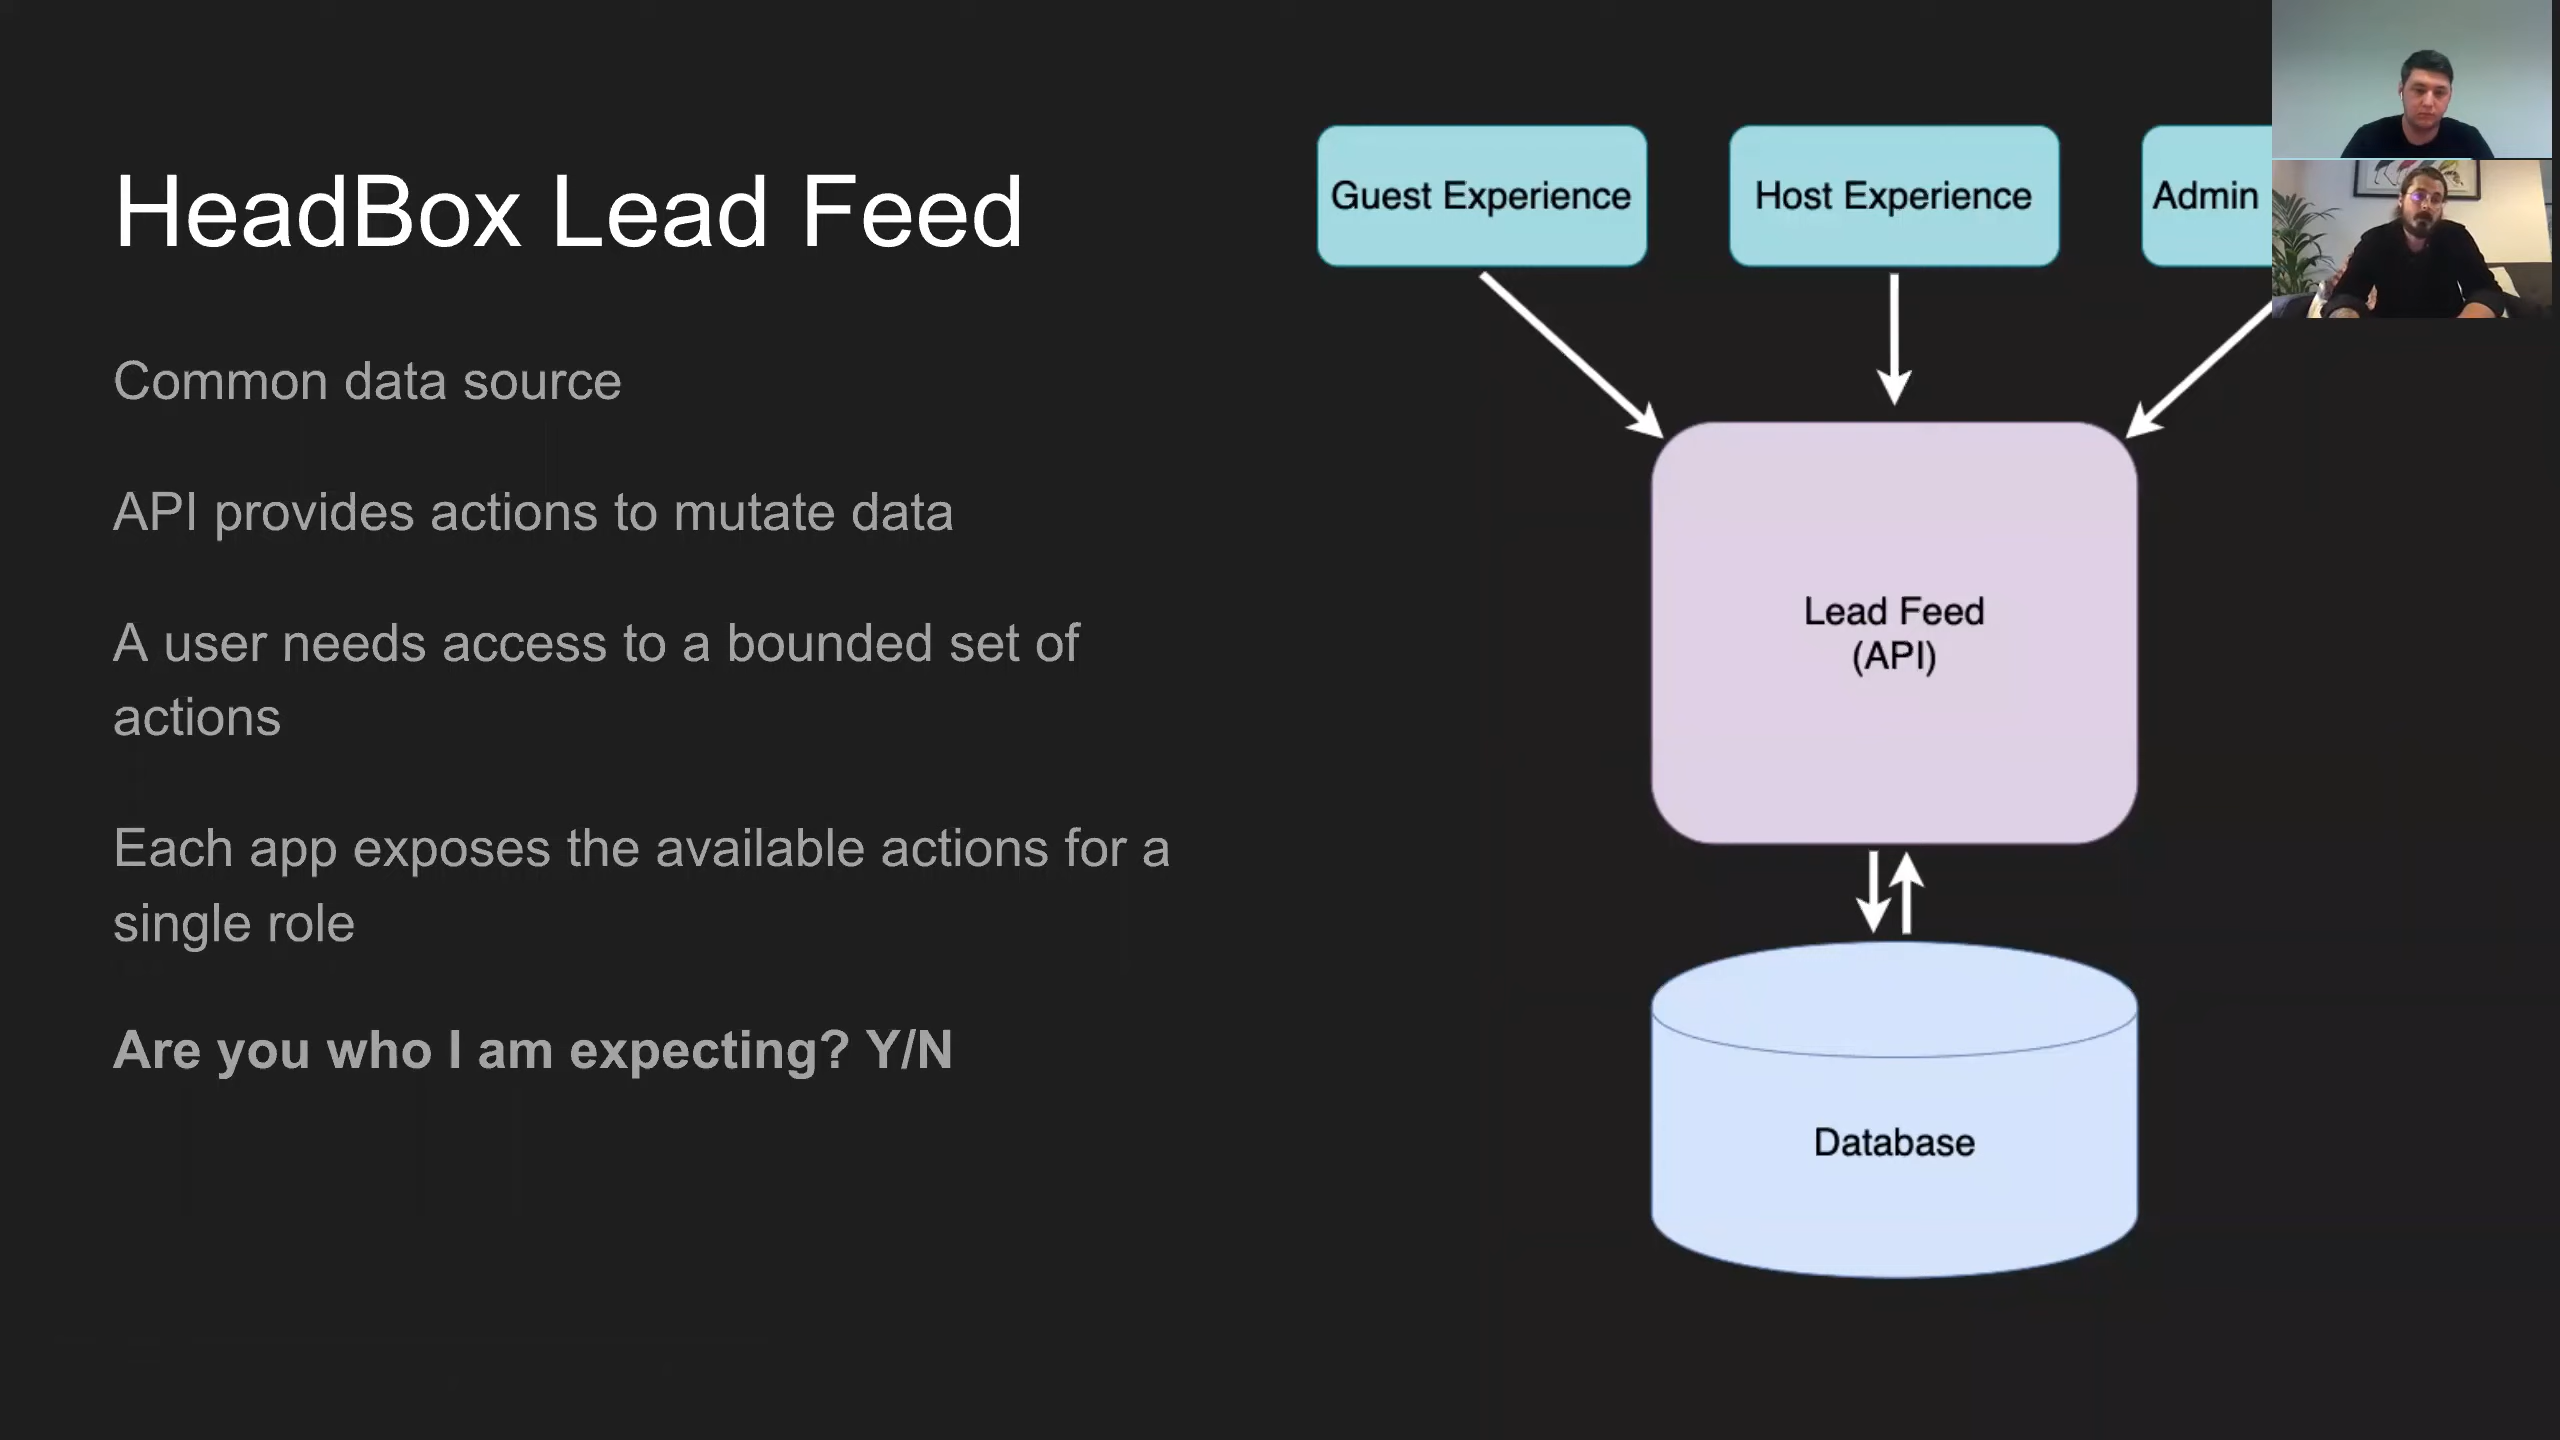 HeadBox Lead Feed
Common data source
API provides actions to mutate data
A user needs access to a bounded set of
actions
Each app exposes the available actions for a
single role
Are you who I am expecting? Y/N
Guest Experience
Host Experience
Admin
Lead Feed
(API)
Database